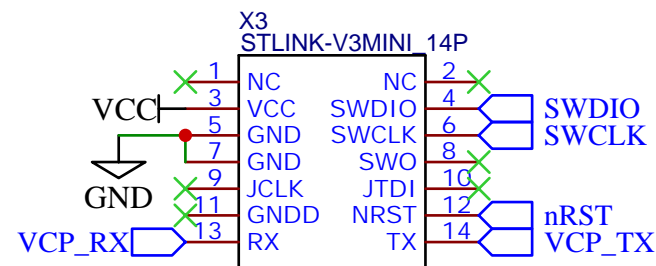 X3
STLINK-V3MINI_14P
1 NC NC 2
VCC 3 VCC SWDIO 4 SWDIO
5 GND SWCLK 6 SWCLK
7 GND SWO 8
GND 9 JCLK JTDI 10
11 GNDD NRST 12 nRST
VCP_RX 13 RX TX 14 VCP_TX